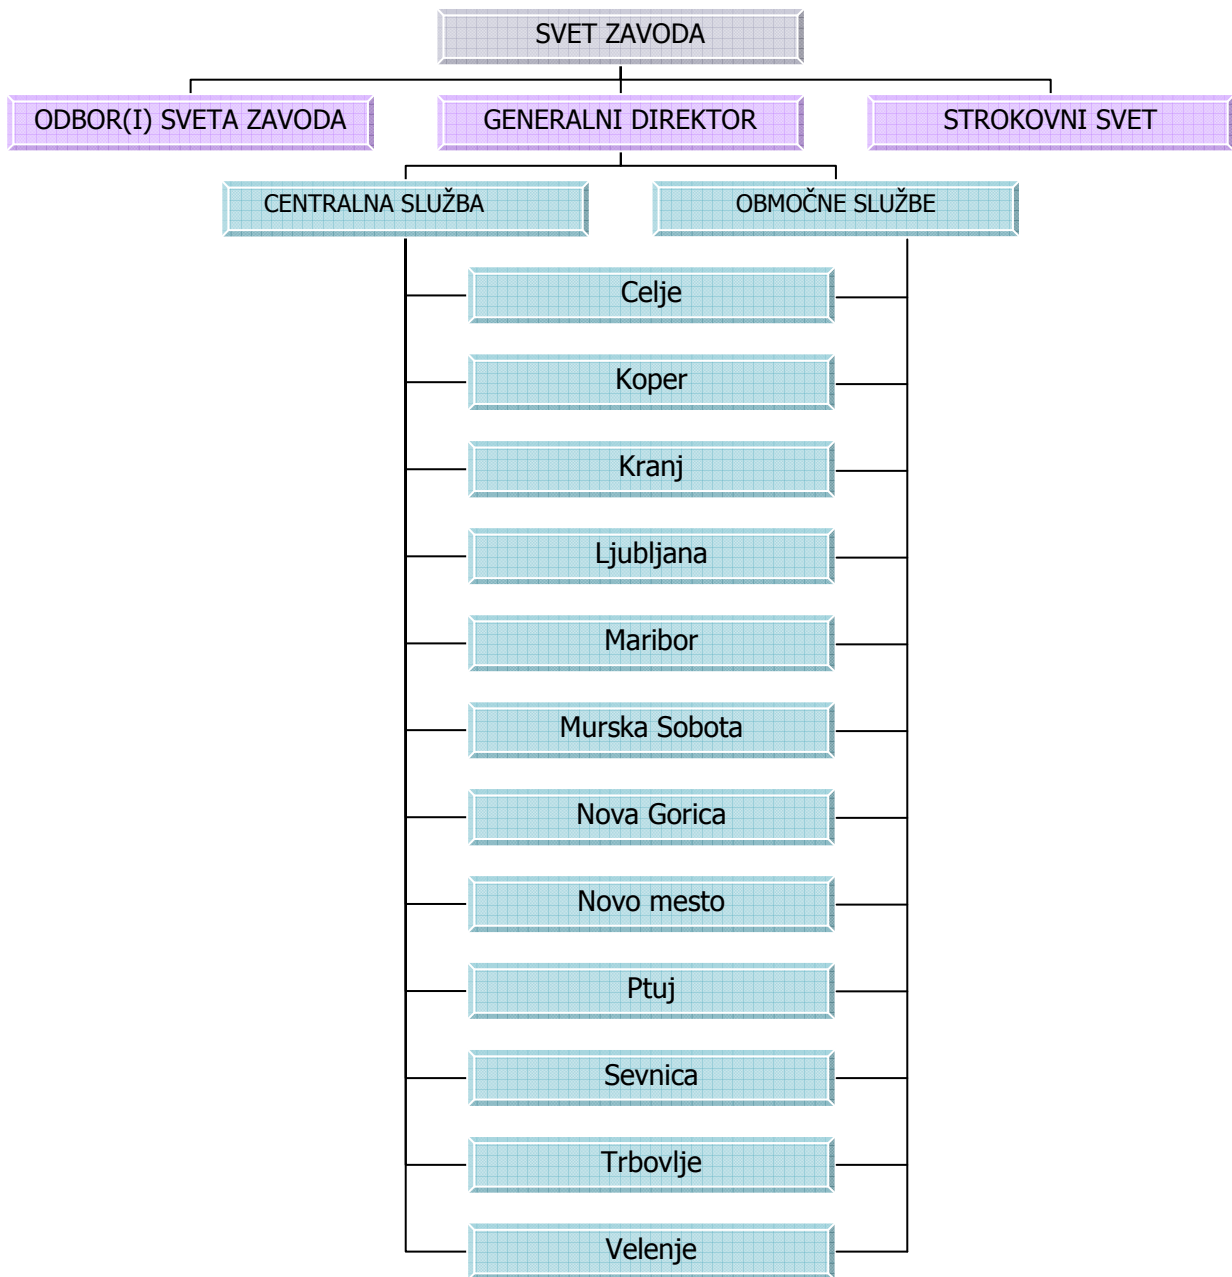 SVET ZAVODA
ODBOR(I) SVETA ZAVODA
GENERALNI DIREKTOR
STROKOVNI SVET
CENTRALNA SLUŽBA
OBMOČNE SLUŽBE
Celje
Koper
Kranj
Ljubljana
Maribor
Murska Sobota
Nova Gorica
Novo mesto
Ptuj
Sevnica
Trbovlje
Velenje